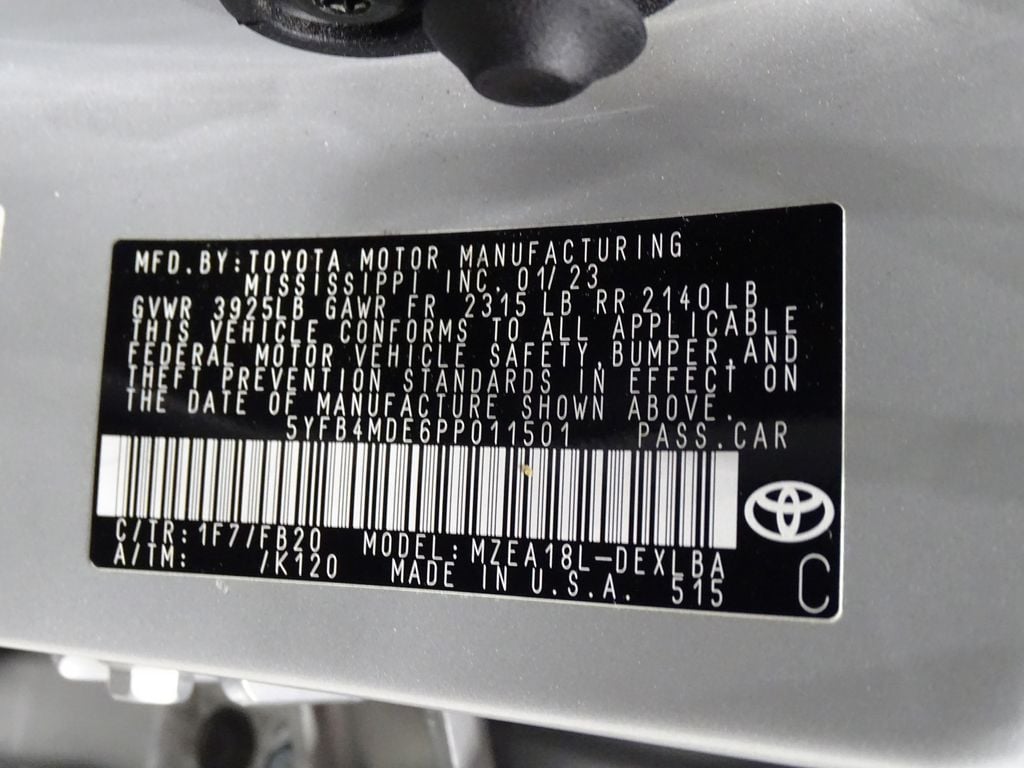 MFD.BY:TOYOTA MOTOR MANUFACTURING
MISSISSIPPI INC. 01/23
GVWR 3925LB GAWR FR 2315 LB RR 2140 LB
THIS VEHICLE CONFORMS TO ALL APPLICABLE
FEDERAL MOTOR VEHICLE SAFETY,BUMPER,AND
THEFT PREVENTION STANDARDS IN EFFECT ON
THE DATE OF MANUFACTURE SHOWN ABOVE.
5YFB4MDE6PP011501 PASS.CAR
C/TR:1F7/FB20 MODEL:MZEA18L-DEXLBA
A/TM: /K120 MADE IN U.S.A. 515
C